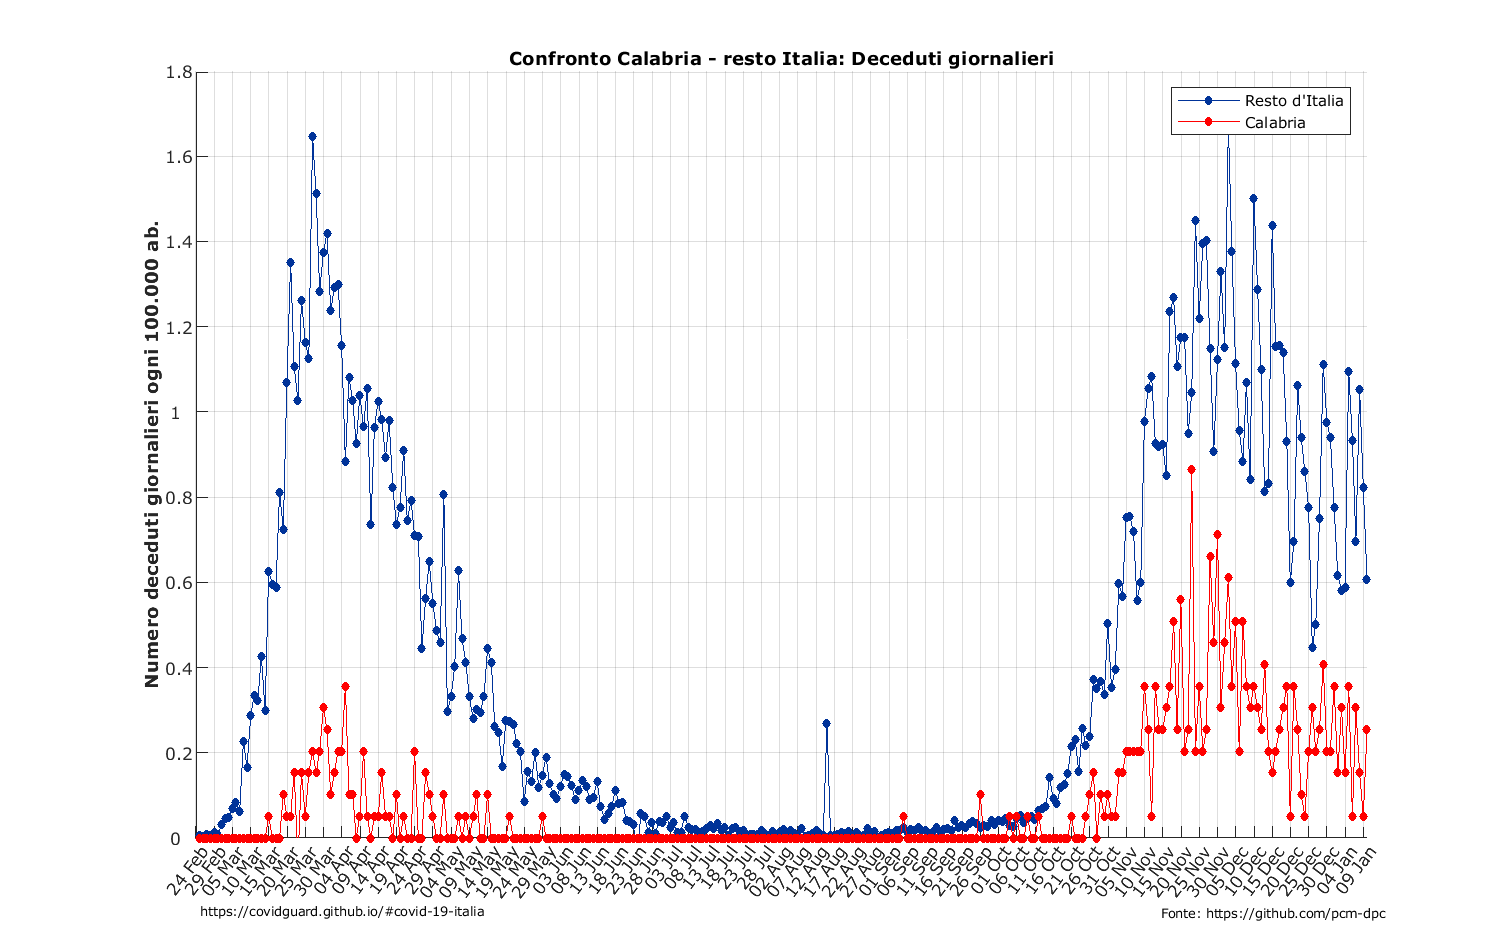 Confronto Calabria - resto Italia: Deceduti giornalieri
Numero deceduti giornalieri ogni 100.000 ab.
1.8
1.6
1.4
1.2
1
0.8
0.6
0.4
0.2
0
Resto d'Italia
Calabria
24 Feb
29 Feb
05 Mar
10 Mar
15 Mar
20 Mar
25 Mar
30 Mar
04 Apr
09 Apr
14 Apr
19 Apr
24 Apr
29 Apr
04 May
09 May
14 May
19 May
24 May
29 May
03 Jun
08 Jun
13 Jun
18 Jun
23 Jun
28 Jun
03 Jul
08 Jul
13 Jul
18 Jul
23 Jul
28 Jul
02 Aug
07 Aug
12 Aug
17 Aug
22 Aug
27 Aug
01 Sep
06 Sep
11 Sep
16 Sep
21 Sep
26 Sep
01 Oct
06 Oct
11 Oct
16 Oct
21 Oct
26 Oct
31 Oct
05 Nov
10 Nov
15 Nov
20 Nov
25 Nov
30 Nov
05 Dec
10 Dec
15 Dec
20 Dec
25 Dec
30 Dec
04 Jan
09 Jan
https://covidguard.github.io/#covid-19-italia
Fonte: https://github.com/pcm-dpc